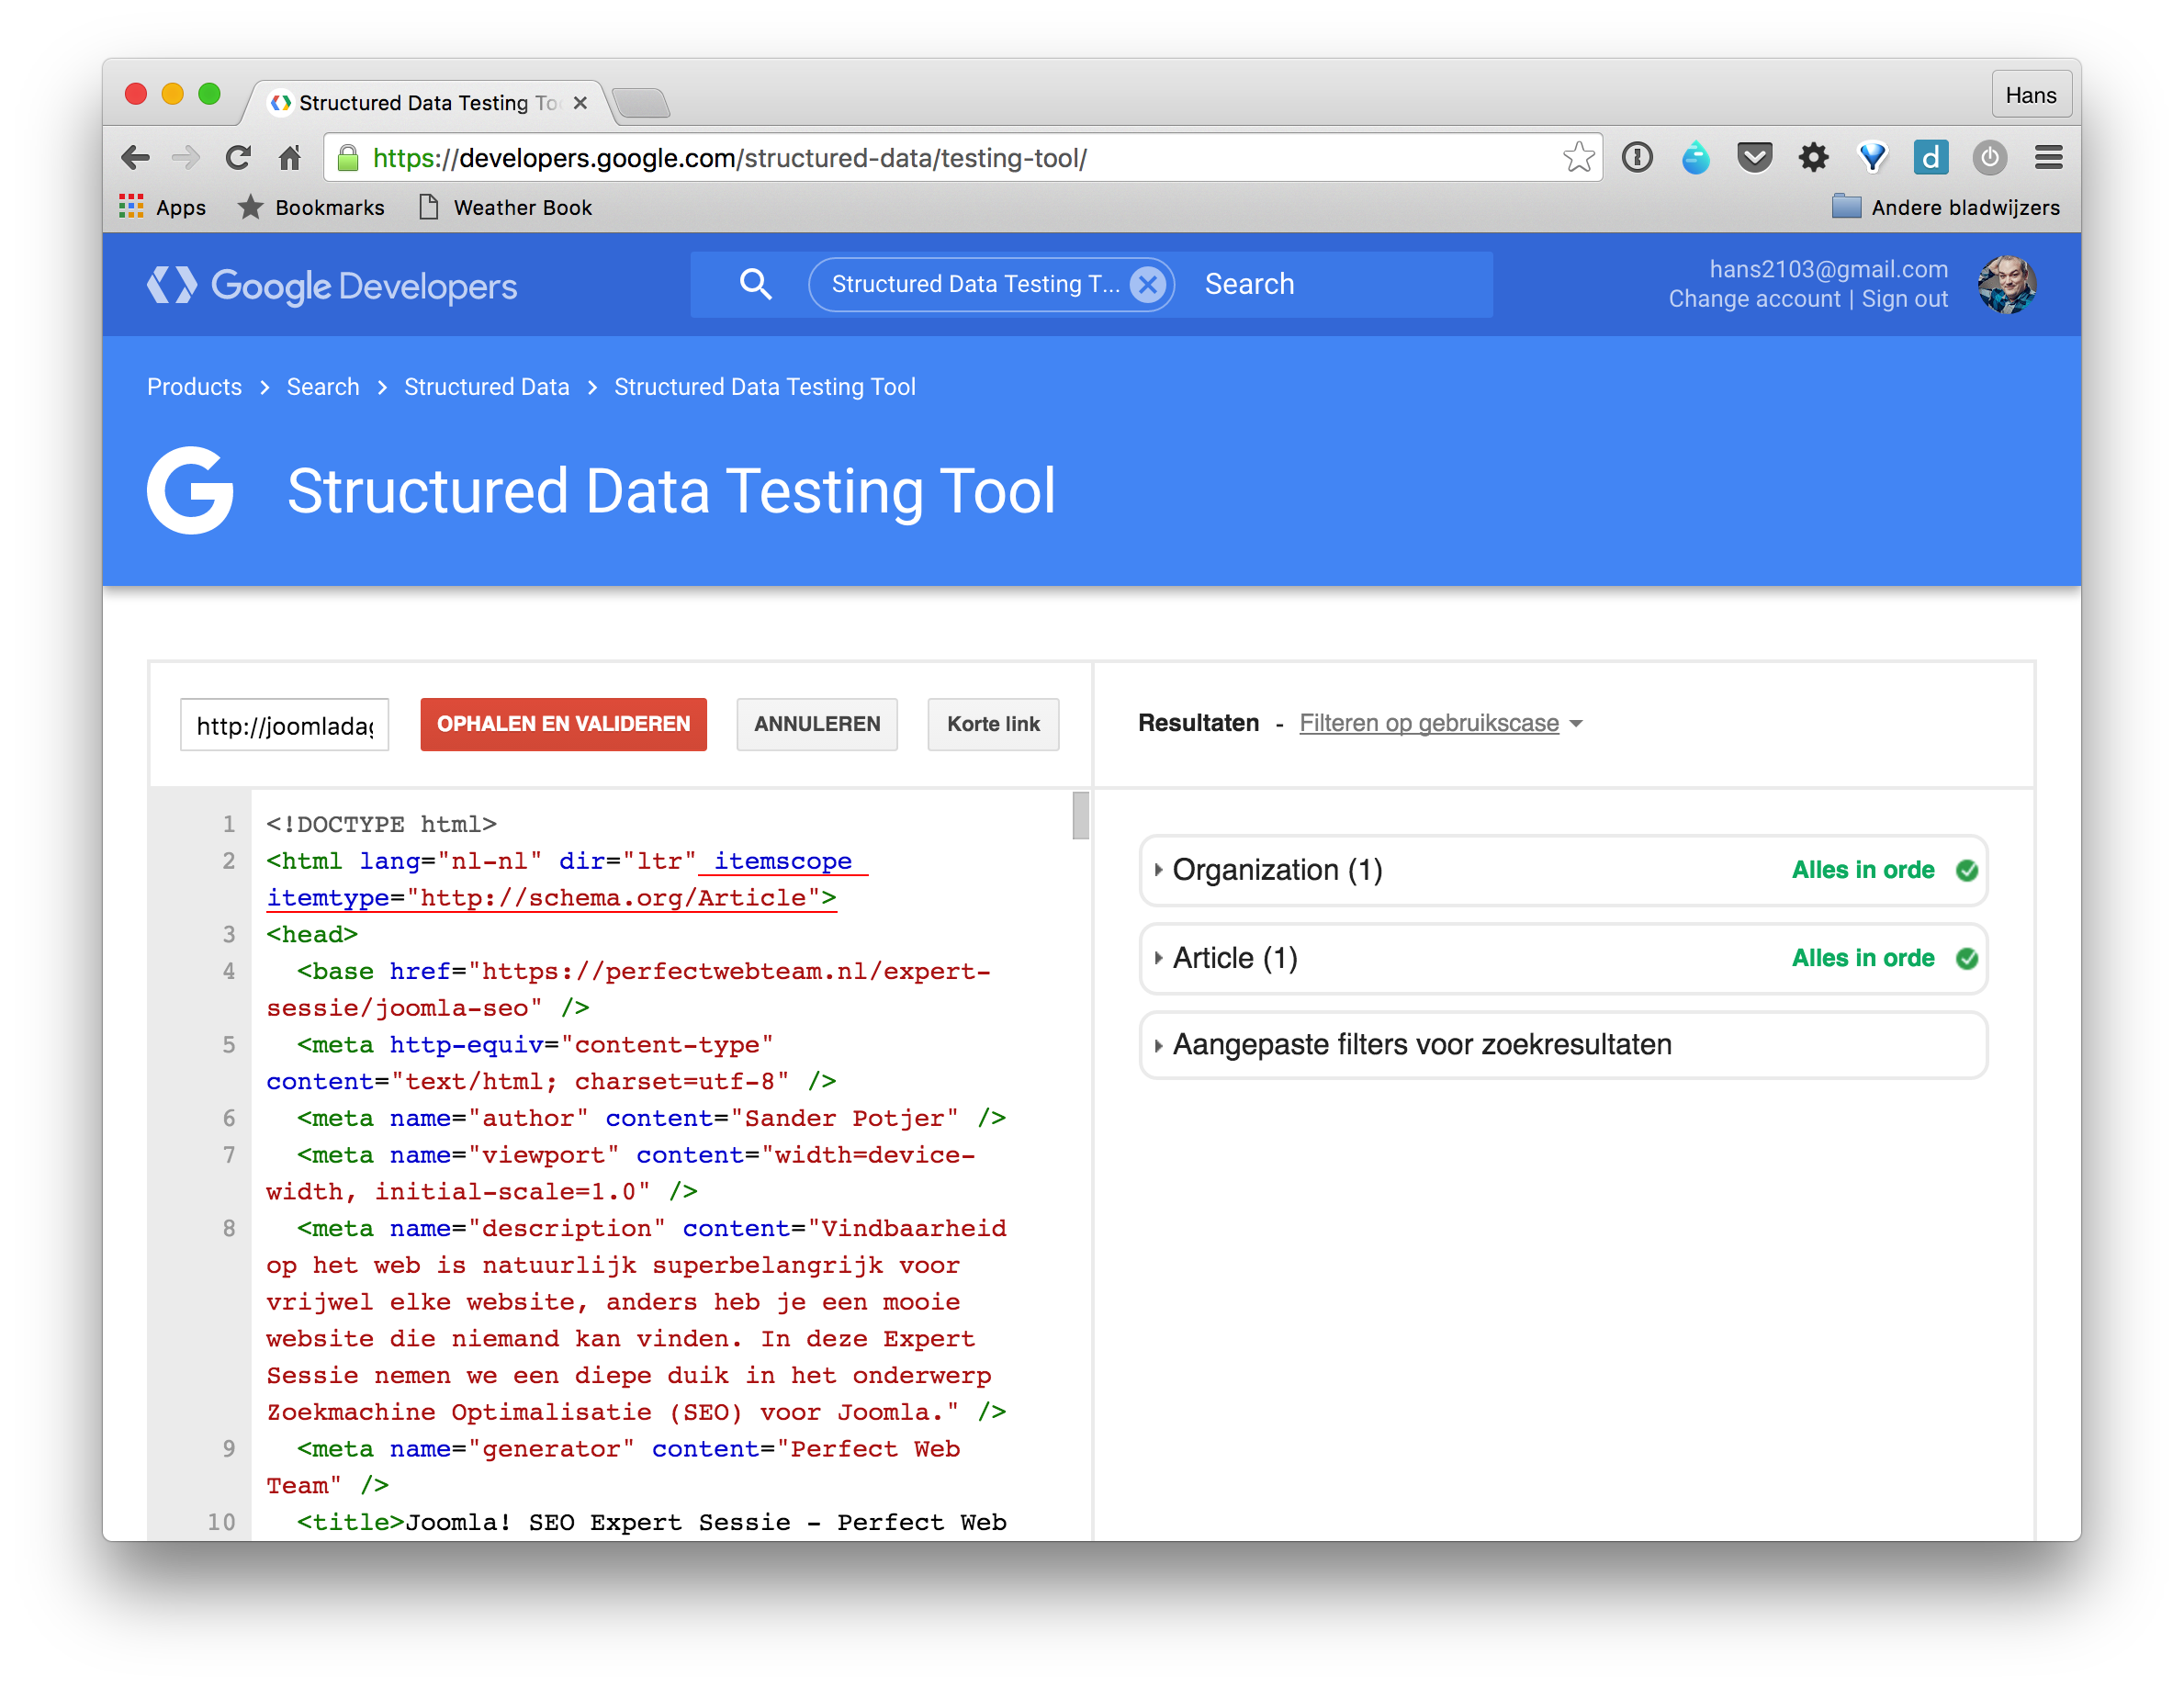 Structured Data Testing Too
Hans
https://developers.google.com/structured-data/testing-tool/
Apps
Bookmarks
Weather Book
Andere bladwijzers
Google Developers
Structured Data Testing T...
Search
hans2103@gmail.com
Change account | Sign out
Products > Search > Structured Data > Structured Data Testing Tool
Structured Data Testing Tool
http://joomladag
OPHALEN EN VALIDEREN
ANNULEREN
Korte link
Resultaten - Filteren op gebruikscase
1 <!DOCTYPE html>
2 <html lang="nl-nl" dir="ltr" itemscope
itemtype="http://schema.org/Article">
3 <head>
4 <base href="https://perfectwebteam.nl/expert-
sessie/joomla-seo" />
5 <meta http-equiv="content-type"
content="text/html; charset=utf-8" />
6 <meta name="author" content="Sander Potjer" />
7 <meta name="viewport" content="width=device-
width, initial-scale=1.0" />
8 <meta name="description" content="Vindbaarheid
op het web is natuurlijk superbelangrijk voor
vrijwel elke website, anders heb je een mooie
website die niemand kan vinden. In deze Expert
Sessie nemen we een diepe duik in het onderwerp
Zoekmachine Optimalisatie (SEO) voor Joomla." />
9 <meta name="generator" content="Perfect Web
Team" />
10 <title>Joomla! SEO Expert Sessie - Perfect Web
Organization (1)
Alles in orde
Article (1)
Alles in orde
Aangepaste filters voor zoekresultaten